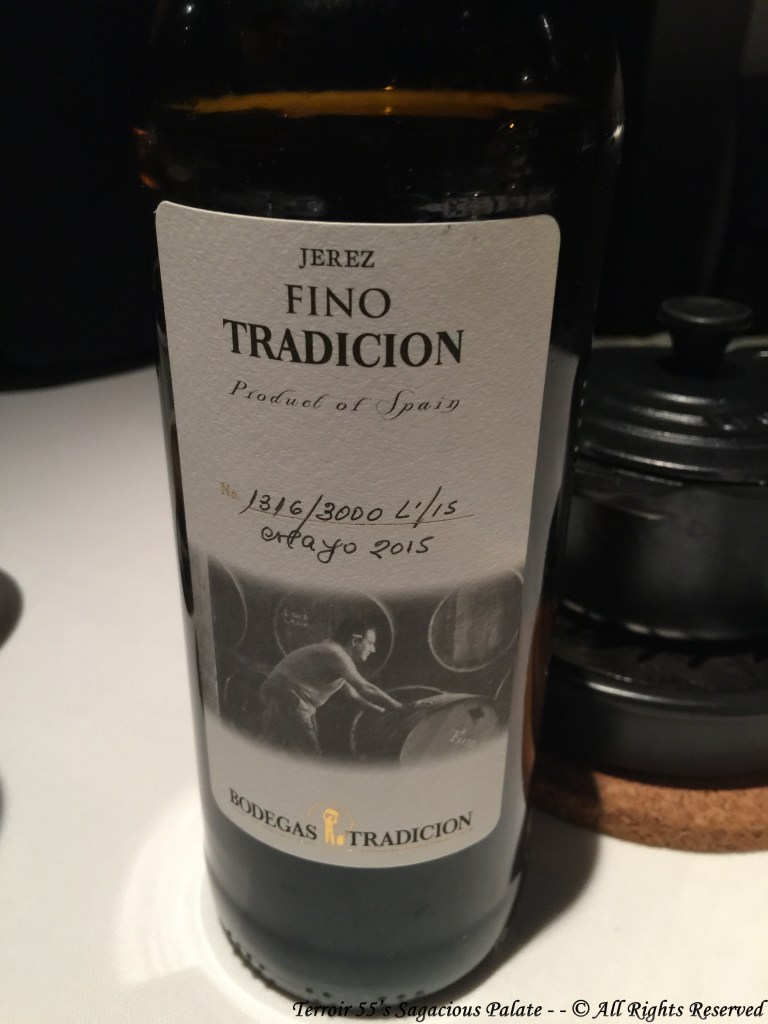 JEREZ
FINO
TRADICION
Product of Spain
No. 1316/3000 L'/15
Mayo 2015
Fino
BODEGAS TRADICION
Terroir 55's Sagacious Palate - - © All Rights Reserved